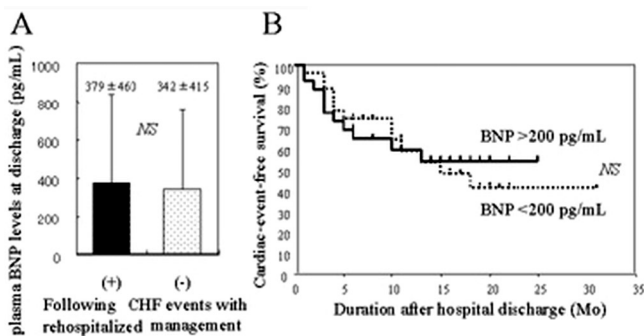 A
plasma BNP levels at discharge (pg/mL)
1000
800
600
400
200
0
379 ±460
342 ±415
NS
(+)
(-)
Following
CHF events with
rehospitalized
management
B
Cardiac-event-free survival (%)
100
90
80
70
60
50
40
30
20
10
0
BNP >200 pg/mL
NS
BNP <200 pg/mL
0
5
10
15
20
25
30
35
Duration after hospital discharge (Mo)